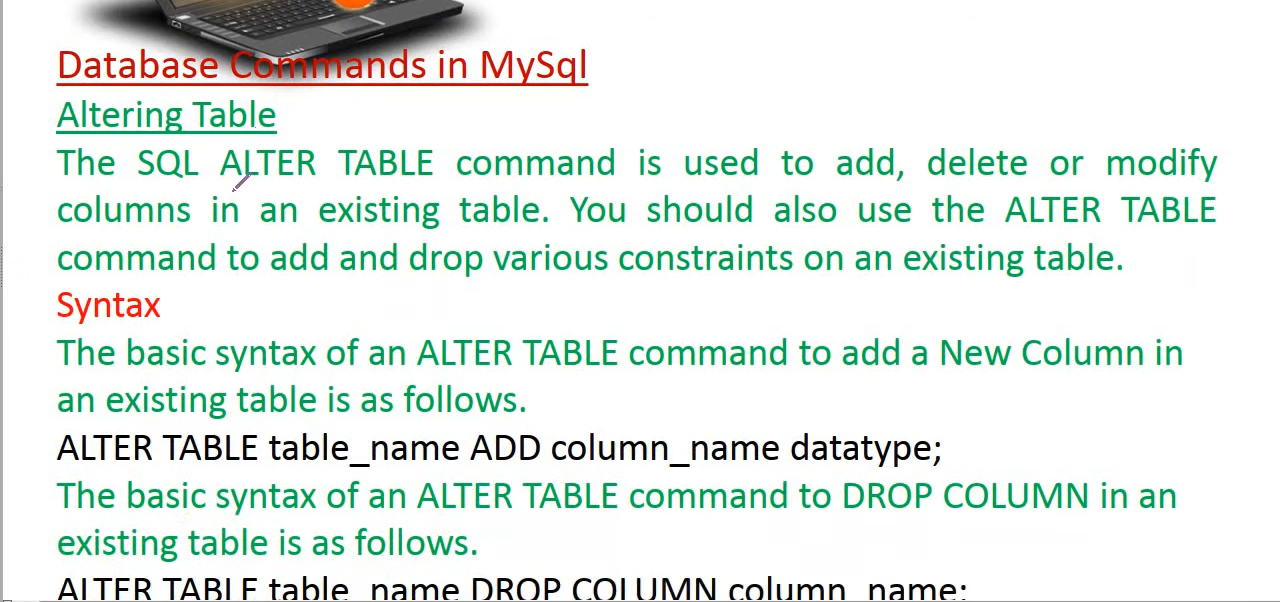 Database Commands in MySql
Altering Table
The SQL ALTER TABLE command is used to add, delete or modify
columns in an existing table. You should also use the ALTER TABLE
command to add and drop various constraints on an existing table.
Syntax
The basic syntax of an ALTER TABLE command to add a New Column in
an existing table is as follows.
ALTER TABLE table_name ADD column_name datatype;
The basic syntax of an ALTER TABLE command to DROP COLUMN in an
existing table is as follows.
ALTER TABLE table_name DROP COLUMN column_name;